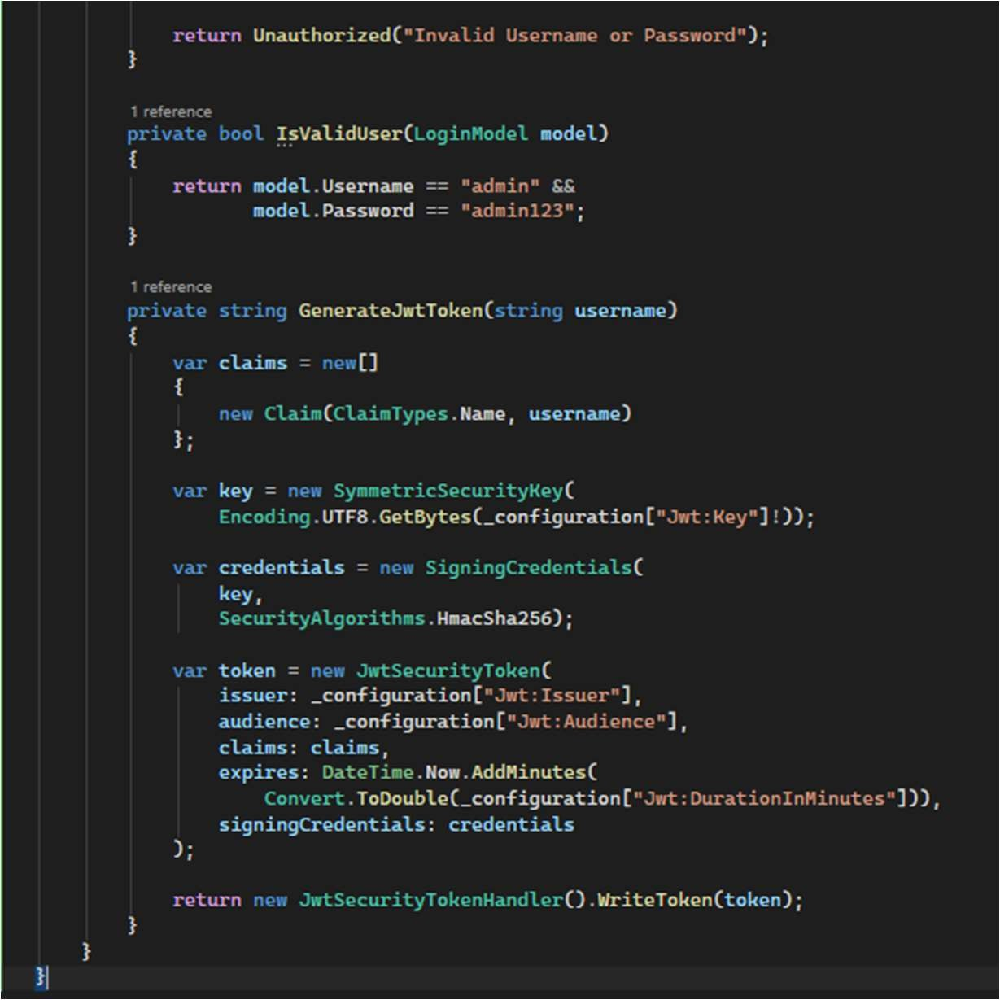 return Unauthorized("Invalid Username or Password");
}
1 reference
private bool IsValidUser(LoginModel model)
{
return model.Username == "admin" &&
model.Password == "admin123";
}
1 reference
private string GenerateJwtToken(string username)
{
var claims = new[]
{
new Claim(ClaimTypes.Name, username)
};
var key = new SymmetricSecurityKey(
Encoding.UTF8.GetBytes(_configuration["Jwt:Key"]!));
var credentials = new SigningCredentials(
key,
SecurityAlgorithms.HmacSha256);
var token = new JwtSecurityToken(
issuer: _configuration["Jwt:Issuer"],
audience: _configuration["Jwt:Audience"],
claims: claims,
expires: DateTime.Now.AddMinutes(
Convert.ToDouble(_configuration["Jwt:DurationInMinutes"])),
signingCredentials: credentials
);
return new JwtSecurityTokenHandler().WriteToken(token);
}
}
}